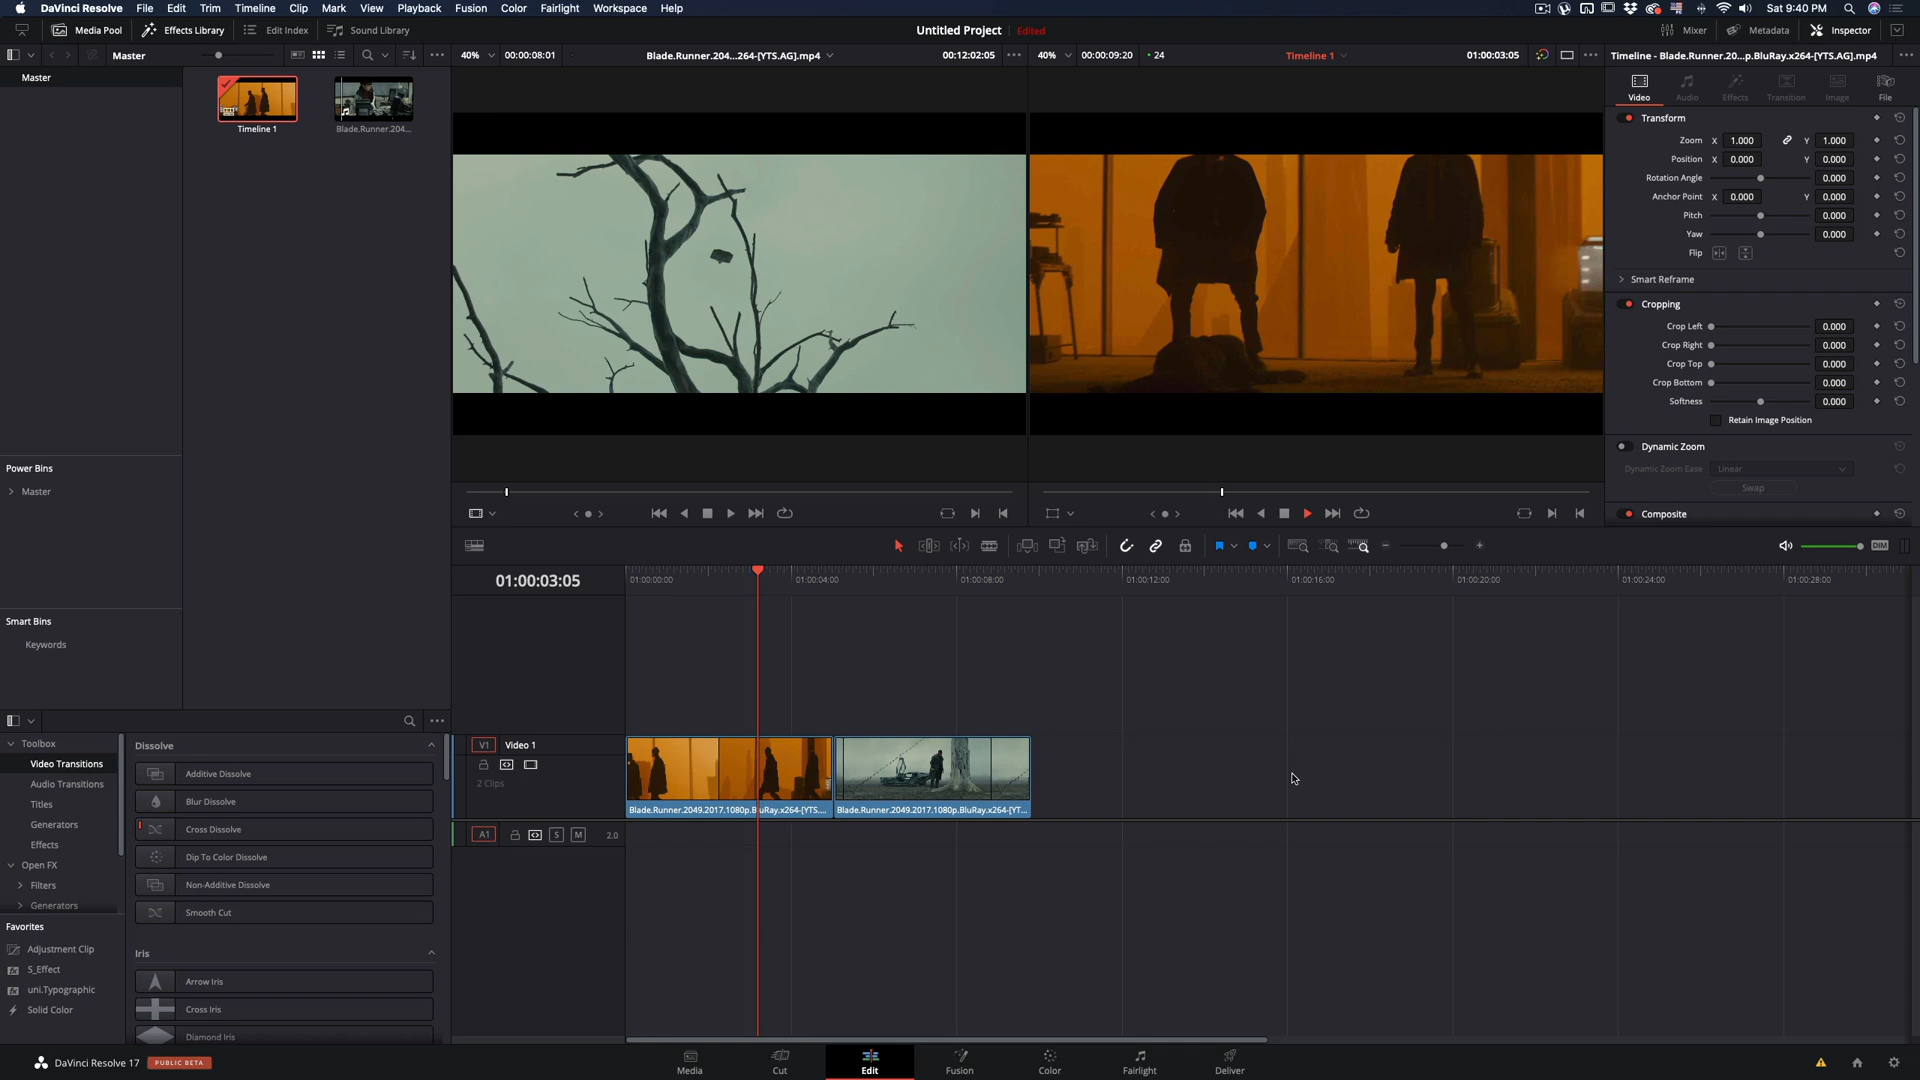 DaVinci Resolve File Edit Trim Timeline Clip Mark View Playback Fusion Color Fairlight Workspace Help Sat 9:40 PM
Media Pool Effects Library Edit Index Sound Library Untitled Project Edited Mixer Metadata Inspector
Master 40% 00:00:08:01 Blade.Runner.204...264-[YTS.AG].mp4 00:12:02:05 40% 00:00:09:20 24 Timeline 1 01:00:03:05 Timeline - Blade.Runner.20...p.BluRay.x264-[YTS.AG].mp4
Master
Timeline 1
Blade.Runner.204...
Power Bins
Master
Smart Bins
Keywords
Video Audio Effects Transition Image File
Transform
Zoom X 1.000 Y 1.000
Position X 0.000 Y 0.000
Rotation Angle 0.000
Anchor Point X 0.000 Y 0.000
Pitch 0.000
Yaw 0.000
Flip
Smart Reframe
Cropping
Crop Left 0.000
Crop Right 0.000
Crop Top 0.000
Crop Bottom 0.000
Softness 0.000
Retain Image Position
Dynamic Zoom
Dynamic Zoom Ease Linear
Swap
Composite
DIM
01:00:03:05
01:00:00:00 01:00:04:00 01:00:08:00 01:00:12:00 01:00:16:00 01:00:20:00 01:00:24:00 01:00:28:00
V1 Video 1
2 Clips
Blade.Runner.2049.2017.1080p.BluRay.x264-[YTS.... Blade.Runner.2049.2017.1080p.BluRay.x264-[YT...
A1 S M 2.0
Toolbox
Video Transitions
Audio Transitions
Titles
Generators
Effects
Open FX
Filters
Generators
Favorites
Adjustment Clip
S_Effect
uni.Typographic
Solid Color
Dissolve
Additive Dissolve
Blur Dissolve
Cross Dissolve
Dip To Color Dissolve
Non-Additive Dissolve
Smooth Cut
Iris
Arrow Iris
Cross Iris
Diamond Iris
DaVinci Resolve 17 PUBLIC BETA
Media Cut Edit Fusion Color Fairlight Deliver